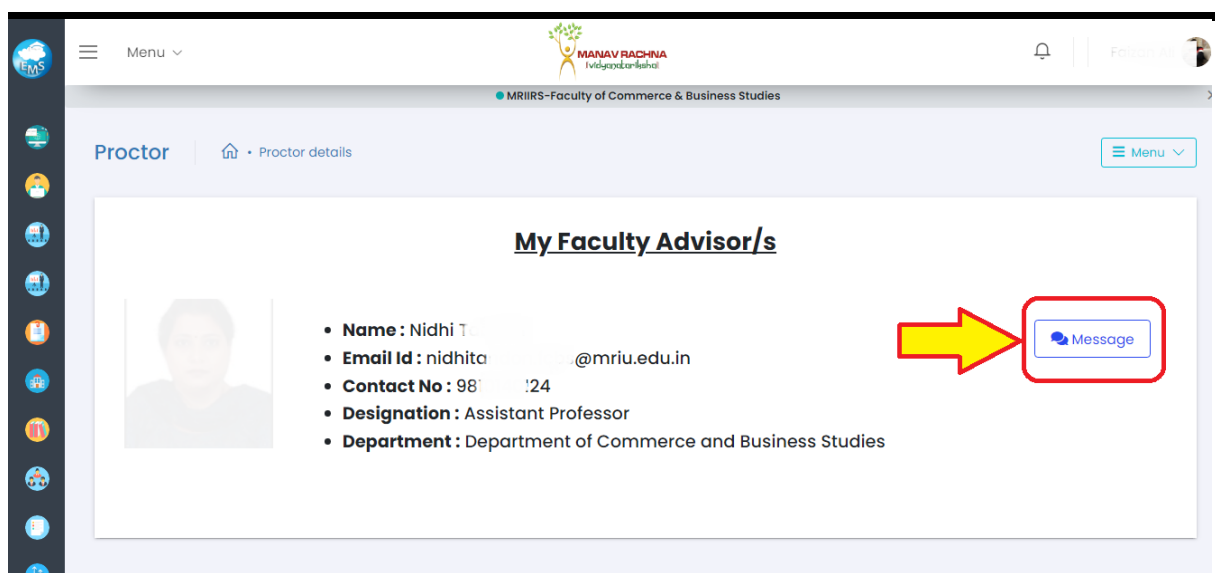 EMS
Menu
MANAV RACHNA
MRIIRS-Faculty of Commerce & Business Studies
Proctor
• Proctor details
Menu
My Faculty Advisor/s
• Name : Nidhi
• Email Id : nidhita @mriu.edu.in
• Contact No : 98 24
• Designation : Assistant Professor
• Department : Department of Commerce and Business Studies
Message